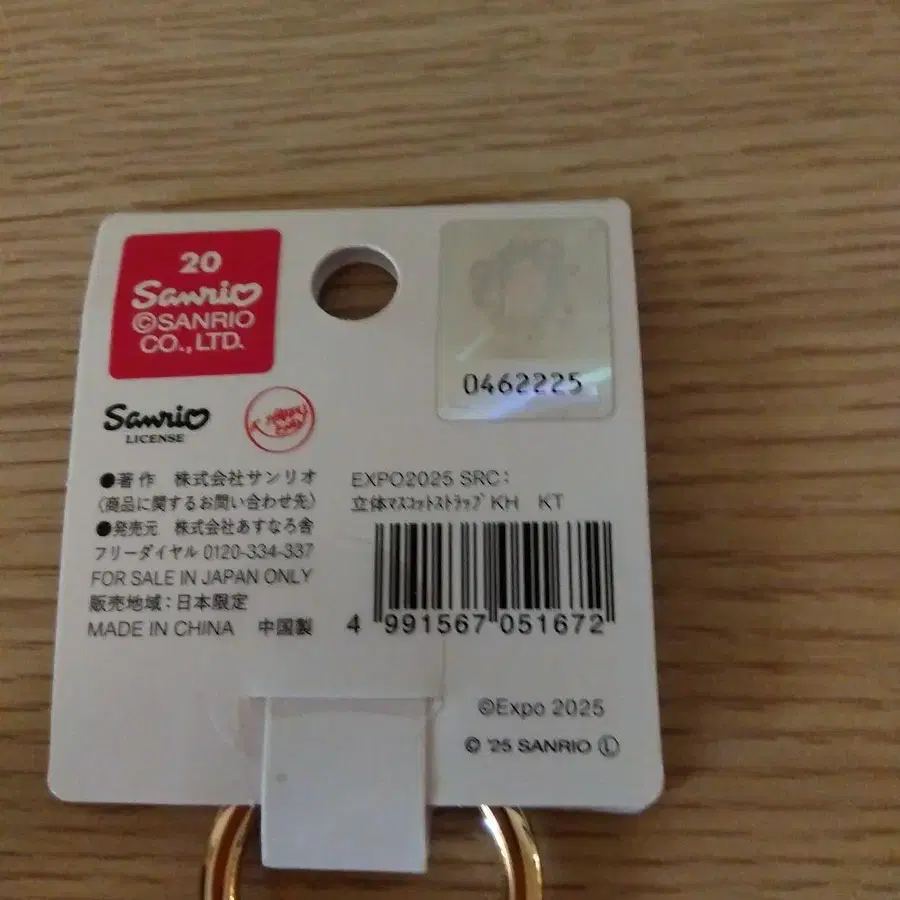 20
Sanrio
©SANRIO
CO., LTD.
0462225
Sanrio
LICENSE
●著作 株式会社サンリオ
〈商品に関するお問い合わせ先〉
●発売元 株式会社あすなろ舎
フリーダイヤル 0120-334-337
FOR SALE IN JAPAN ONLY
販売地域：日本限定
MADE IN CHINA 中国製
EXPO2025 SRC：
立体ﾏｽｺｯﾄｽﾄﾗｯﾌﾟ KH KT
4 991567 051672
©Expo 2025
© '25 SANRIO Ⓛ